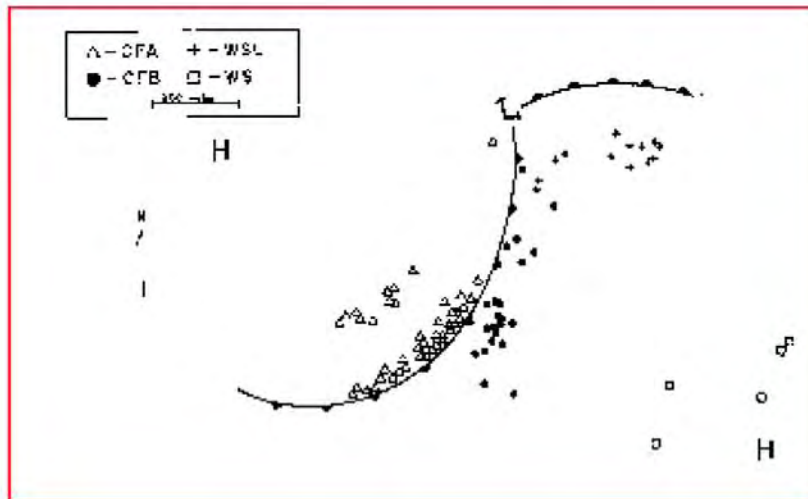 △ – CFA + – WSL
● – CFB □ – WS
L
H
H